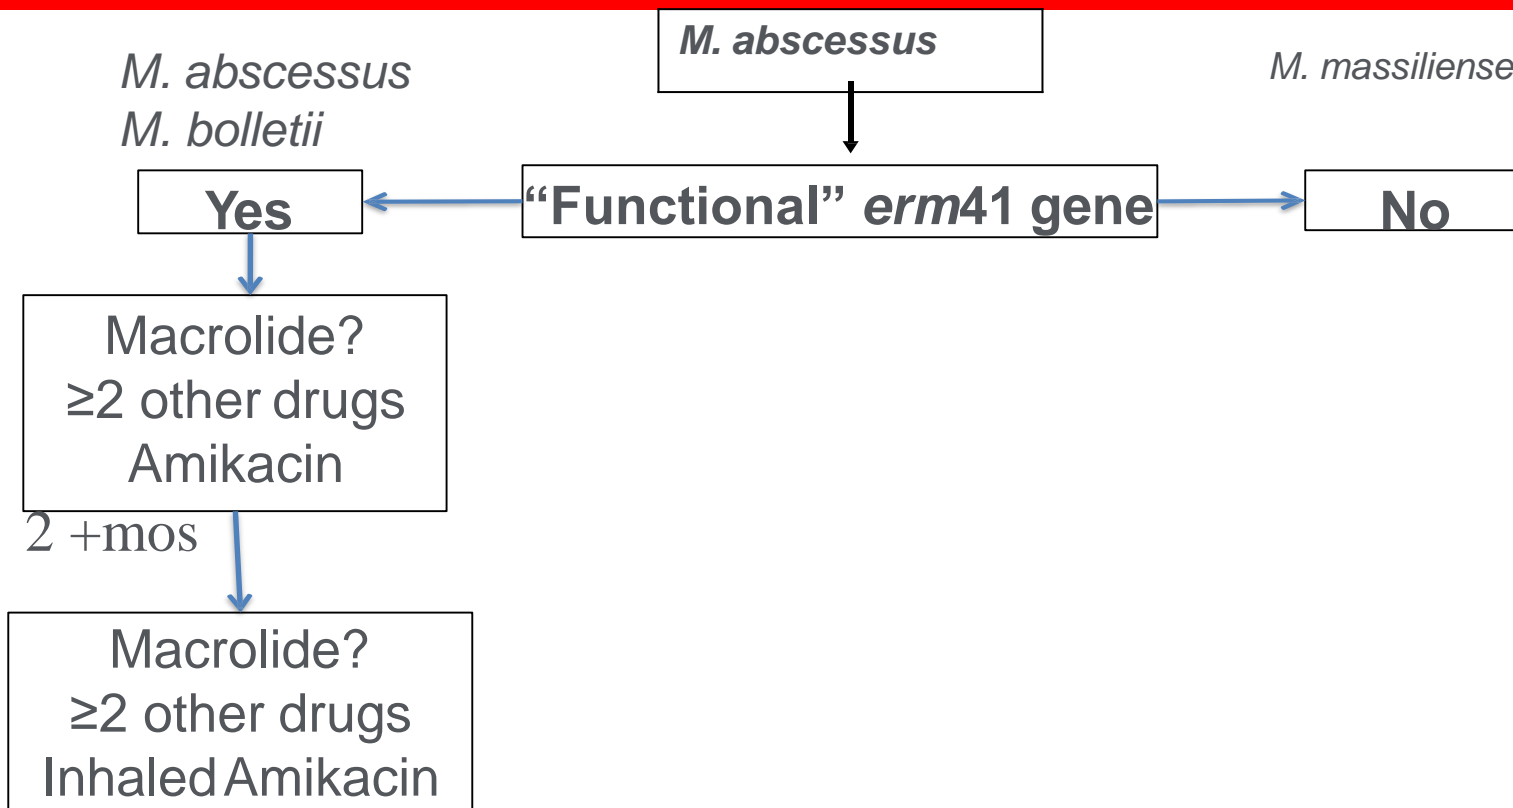 M. abscessus
M. abscessus
M. bolletii
M. massiliense
“Functional” erm41 gene
Yes
No
Macrolide?
≥2 other drugs
Amikacin
2 +mos
Macrolide?
≥2 other drugs
Inhaled Amikacin